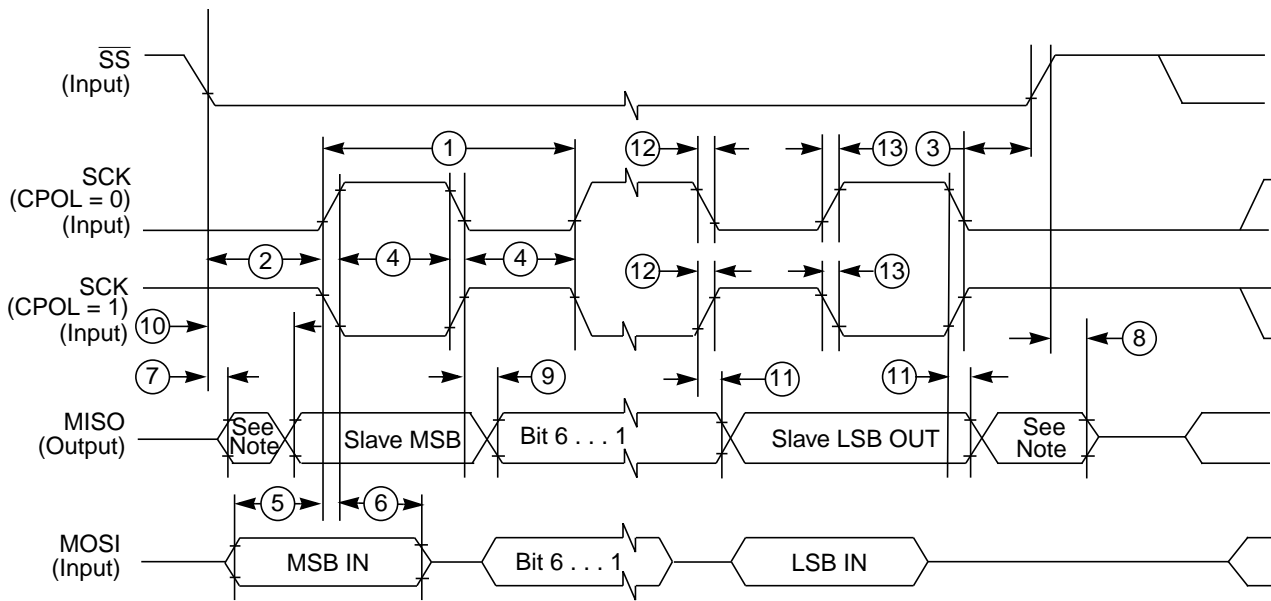 SS
(Input)
1
12
13
3
SCK
(CPOL = 0)
(Input)
2
4
4
12
13
SCK
(CPOL = 1)
(Input)
10
8
7
9
11
11
MISO
(Output)
See
Note
Slave MSB
Bit 6 . . . 1
Slave LSB OUT
See
Note
5
6
MOSI
(Input)
MSB IN
Bit 6 . . . 1
LSB IN